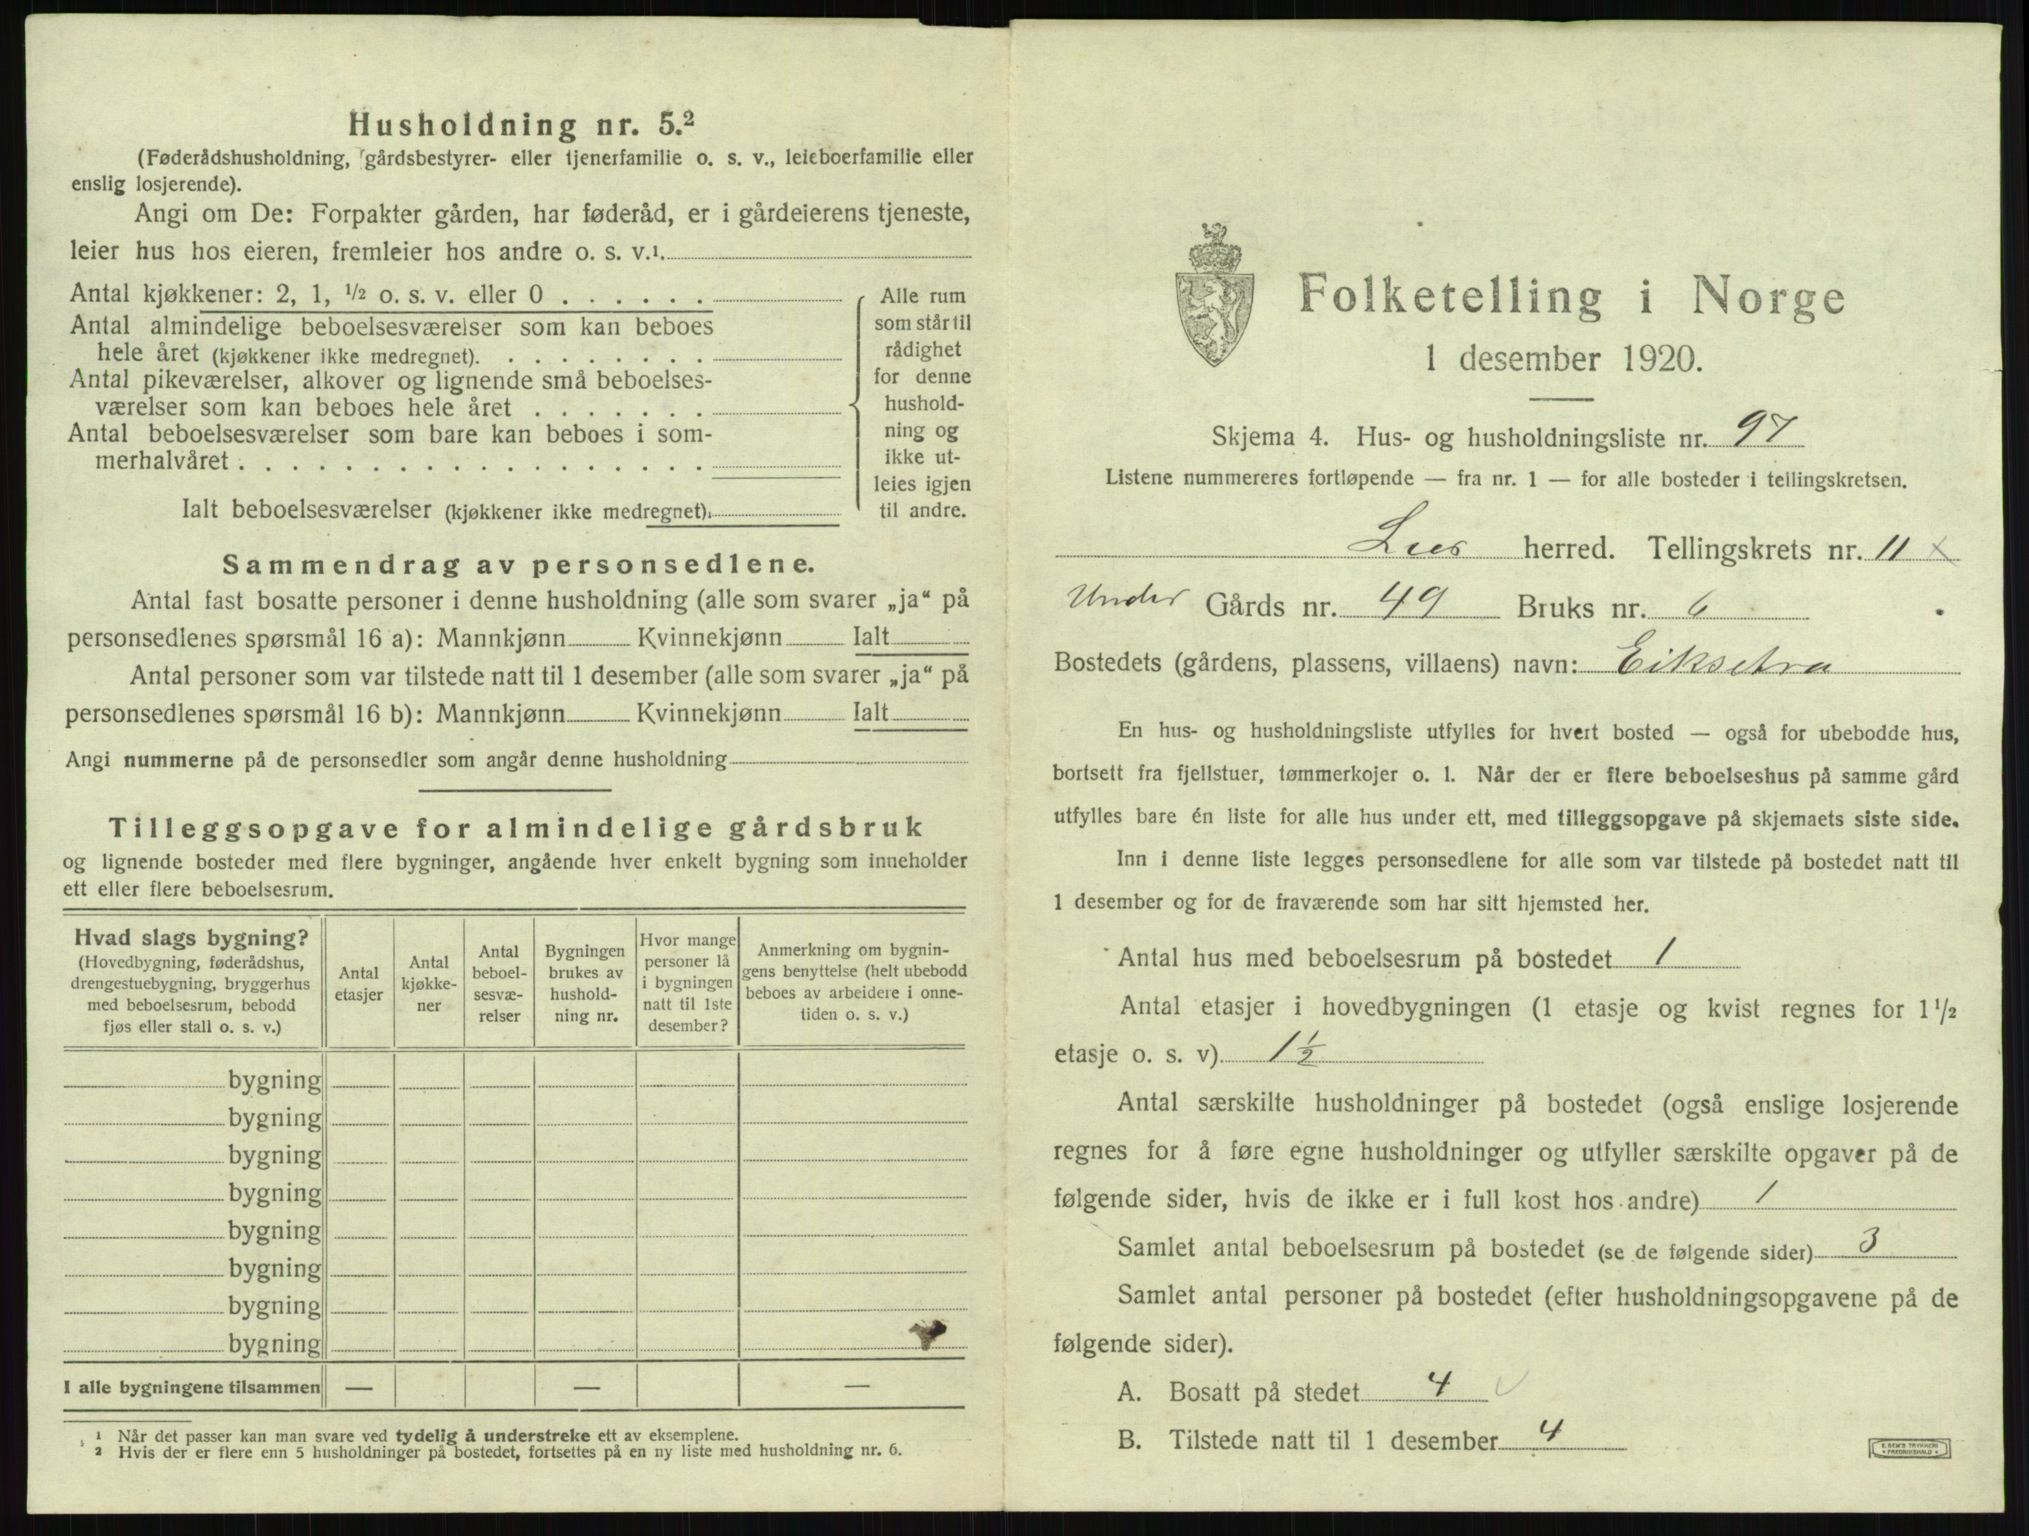 Husholdning nr. 5.²
(Føderådshusholdning, gårdsbestyrer- eller tjenerfamilie o. s. v., leieboerfamilie eller
enslig losjerende).
Angi om De: Forpakter gården, har føderåd, er i gårdeierens tjeneste,
leier hus hos eieren, fremleier hos andre o. s. v.¹.
Antal kjøkkener: 2, 1, ½ o. s. v. eller 0 . . . . . .
Antal almindelige beboelsesværelser som kan beboes
hele året (kjøkkener ikke medregnet). . . . . . . . .
Antal pikeværelser, alkover og lignende små beboelses-
værelser som kan beboes hele året . . . . . . .
Antal beboelsesværelser som bare kan beboes i som-
merhalvåret . . . . . . . . . . . . . . . . . .
Alle rum
som står til
rådighet
for denne
hushold-
ning og
ikke ut-
leies igjen
til andre.
Ialt beboelsesværelser (kjøkkener ikke medregnet).
Sammendrag av personsedlene.
Antal fast bosatte personer i denne husholdning (alle som svarer „ja“ på
personsedlenes spørsmål 16 a): Mannkjønn Kvinnekjønn Ialt
Antal personer som var tilstede natt til 1 desember (alle som svarer „ja“ på
personsedlenes spørsmål 16 b): Mannkjønn Kvinnekjønn Ialt
Angi nummerne på de personsedler som angår denne husholdning
Tilleggsopgave for almindelige gårdsbruk
og lignende bosteder med flere bygninger, angående hver enkelt bygning som inneholder
ett eller flere beboelsesrum.
Hvad slags bygning?
(Hovedbygning, føderådshus,
drengestuebygning, bryggerhus
med beboelsesrum, bebodd
fjøs eller stall o. s. v.)
Antal
etasjer
Antal
kjøkke-
ner
Antal
beboel-
sesvæ-
relser
Bygningen
brukes av
hushold-
ning nr.
Hvor mange
personer lå
i bygningen
natt til 1ste
desember?
Anmerkning om bygnin-
gens benyttelse (helt ubebodd
beboes av arbeidere i onne-
tiden o. s. v.)
bygning
bygning
bygning
bygning
bygning
bygning
bygning
bygning
I alle bygningene tilsammen — — —
¹ Når det passer kan man svare ved tydelig å understreke ett av eksemplene.
² Hvis der er flere enn 5 husholdninger på bostedet, fortsettes på en ny liste med husholdning nr. 6.
Folketelling i Norge
1 desember 1920.
Skjema 4. Hus- og husholdningsliste nr. 97
Listene nummereres fortløpende — fra nr. 1 — for alle bosteder i tellingskretsen.
Lier herred. Tellingskrets nr. 11 x
Under Gårds nr. 49 Bruks nr. 6
Bostedets (gårdens, plassens, villaens) navn: Eiksetra
En hus- og husholdningsliste utfylles for hvert bosted — også for ubebodde hus,
bortsett fra fjellstuer, tømmerkojer o. l. Når der er flere beboelseshus på samme gård
utfylles bare én liste for alle hus under ett, med tilleggsopgave på skjemaets siste side.
Inn i denne liste legges personsedlene for alle som var tilstede på bostedet natt til
1 desember og for de fraværende som har sitt hjemsted her.
Antal hus med beboelsesrum på bostedet 1
Antal etasjer i hovedbygningen (1 etasje og kvist regnes for 1 ½
etasje o. s. v). 1½
Antal særskilte husholdninger på bostedet (også enslige losjerende
regnes for å føre egne husholdninger og utfyller særskilte opgaver på de
følgende sider, hvis de ikke er i full kost hos andre) 1
Samlet antal beboelsesrum på bostedet (se de følgende sider) 3
Samlet antal personer på bostedet (efter husholdningsopgavene på de
følgende sider).
A. Bosatt på stedet 4 ✓
B. Tilstede natt til 1 desember 4